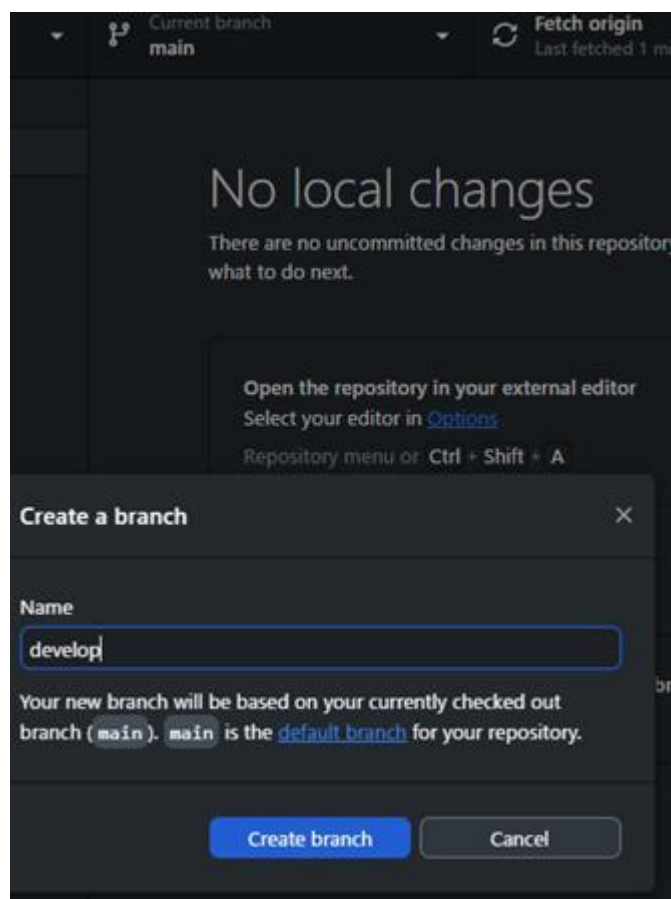 Current branch
main
Fetch origin
Last fetched 1 mi
No local changes
There are no uncommitted changes in this repository
what to do next.
Open the repository in your external editor
Select your editor in Options
Repository menu or Ctrl + Shift + A
Create a branch
Name
develop
br
Your new branch will be based on your currently checked out
branch (main). main is the default branch for your repository.
Create branch
Cancel